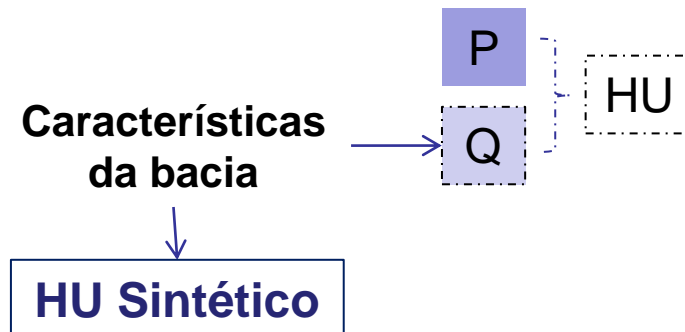 P
HU
Características
da bacia
Q
HU Sintético